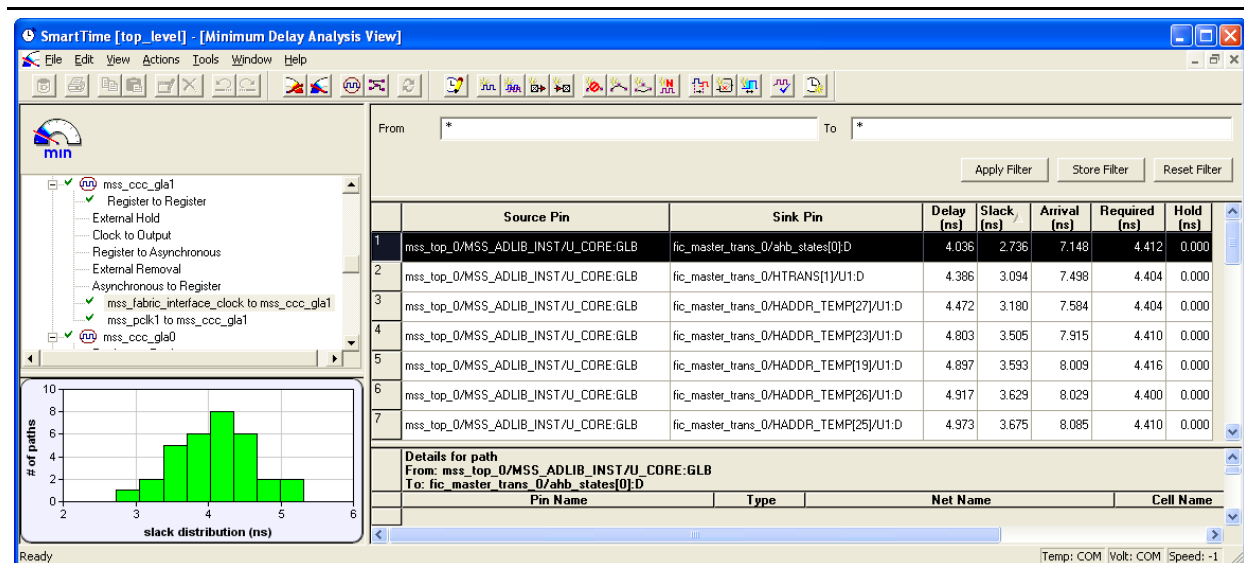 SmartTime [top_level] - [Minimum Delay Analysis View]
File Edit View Actions Tools Window Help
min
From * To *
Apply Filter Store Filter Reset Filter
mss_ccc_gla1
Register to Register
External Hold
Clock to Output
Register to Asynchronous
External Removal
Asynchronous to Register
mss_fabric_interface_clock to mss_ccc_gla1
mss_pclk1 to mss_ccc_gla1
mss_ccc_gla0
Source Pin Sink Pin Delay (ns) Slack (ns) Arrival (ns) Required (ns) Hold (ns)
1 mss_top_0/MSS_ADLIB_INST/U_CORE:GLB fic_master_trans_0/ahb_states[0]:D 4.036 2.736 7.148 4.412 0.000
2 mss_top_0/MSS_ADLIB_INST/U_CORE:GLB fic_master_trans_0/HTRANS[1]/U1:D 4.386 3.094 7.498 4.404 0.000
3 mss_top_0/MSS_ADLIB_INST/U_CORE:GLB fic_master_trans_0/HADDR_TEMP[27]/U1:D 4.472 3.180 7.584 4.404 0.000
4 mss_top_0/MSS_ADLIB_INST/U_CORE:GLB fic_master_trans_0/HADDR_TEMP[23]/U1:D 4.803 3.505 7.915 4.410 0.000
5 mss_top_0/MSS_ADLIB_INST/U_CORE:GLB fic_master_trans_0/HADDR_TEMP[19]/U1:D 4.897 3.593 8.009 4.416 0.000
6 mss_top_0/MSS_ADLIB_INST/U_CORE:GLB fic_master_trans_0/HADDR_TEMP[26]/U1:D 4.917 3.629 8.029 4.400 0.000
7 mss_top_0/MSS_ADLIB_INST/U_CORE:GLB fic_master_trans_0/HADDR_TEMP[25]/U1:D 4.973 3.675 8.085 4.410 0.000
# of paths
10
8
6
4
2
0
2 3 4 5 6
slack distribution (ns)
Details for path
From: mss_top_0/MSS_ADLIB_INST/U_CORE:GLB
To: fic_master_trans_0/ahb_states[0]:D
Pin Name Type Net Name Cell Name
Ready Temp: COM Volt: COM Speed: -1